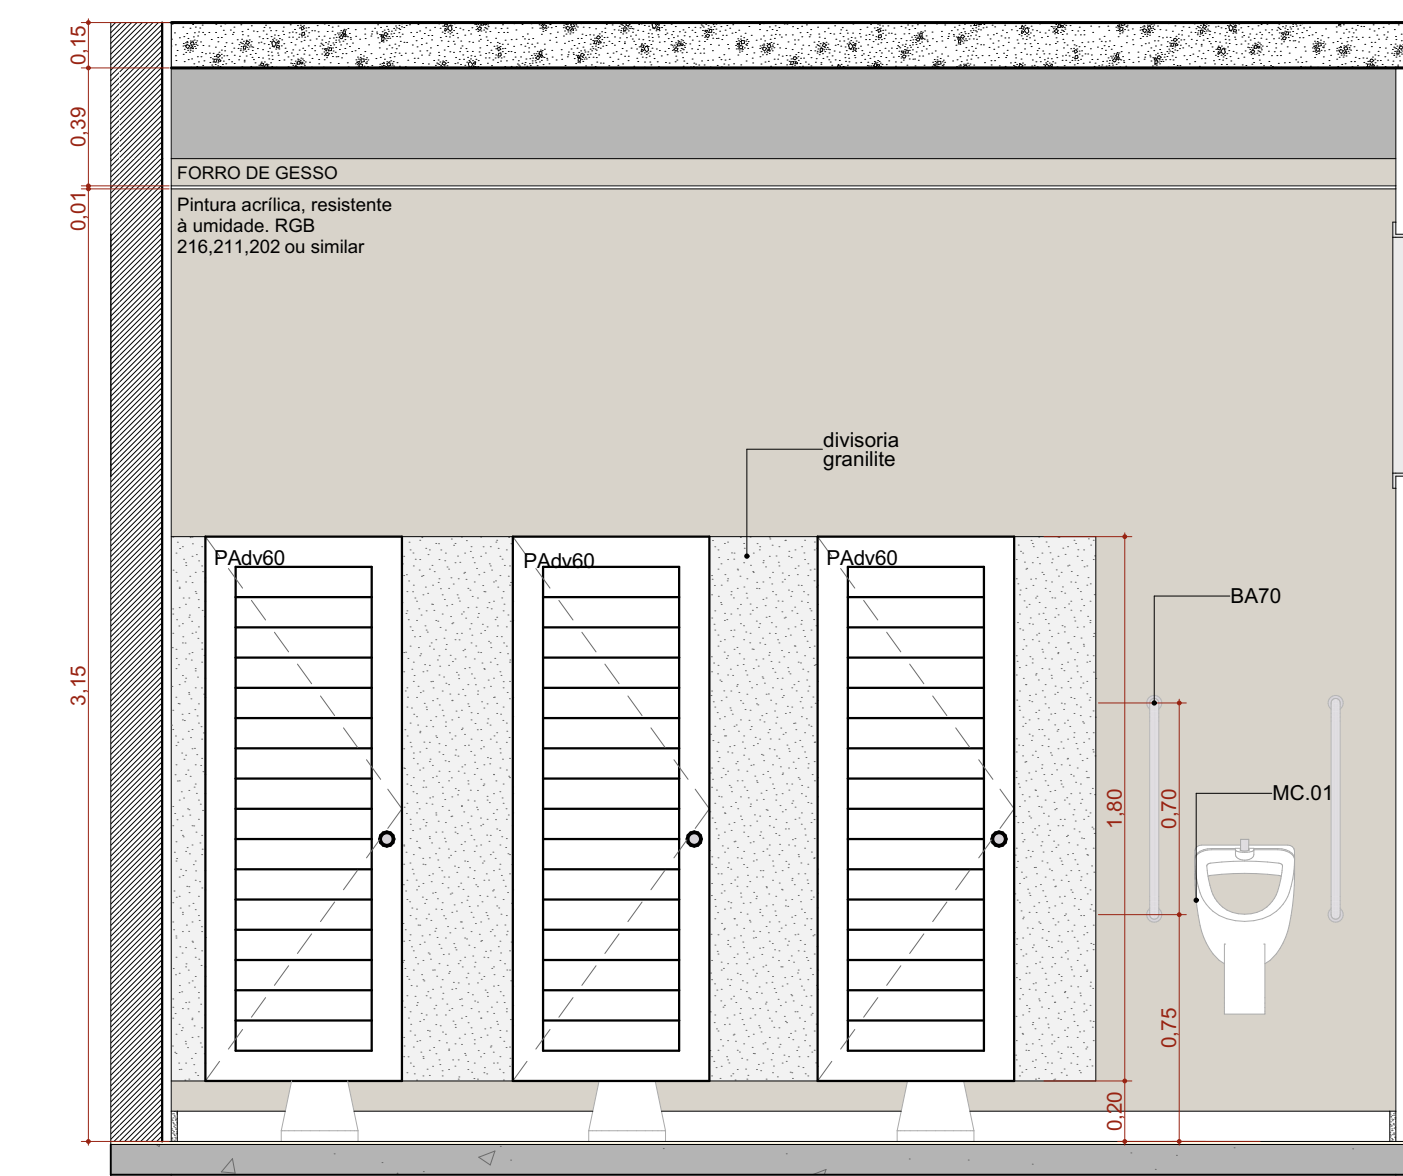 0,15
0,39
FORRO DE GESSO
0,01
Pintura acrílica, resistente
à umidade. RGB
216,211,202 ou similar
divisoria
granilite
PAdv60
PAdv60
PAdv60
BA70
3,15
MC.01
1,80
0,70
0,75
0,20